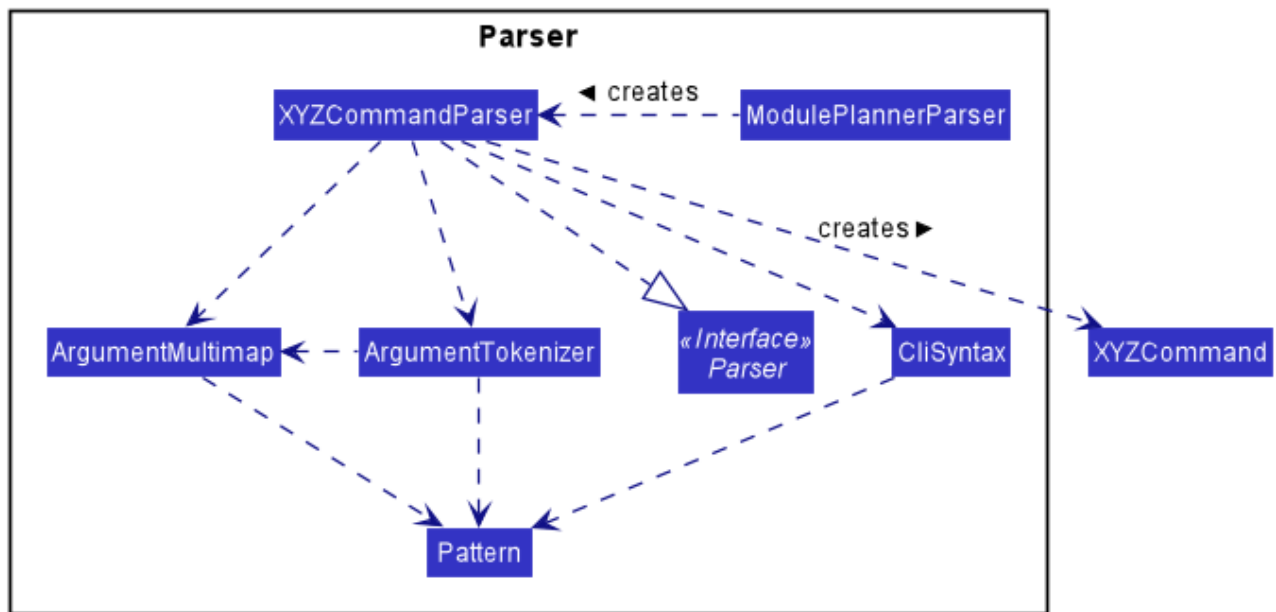 Parser
◄ creates
XYZCommandParser
ModulePlannerParser
creates ►
ArgumentMultimap
ArgumentTokenizer
«Interface»
Parser
CliSyntax
XYZCommand
Pattern